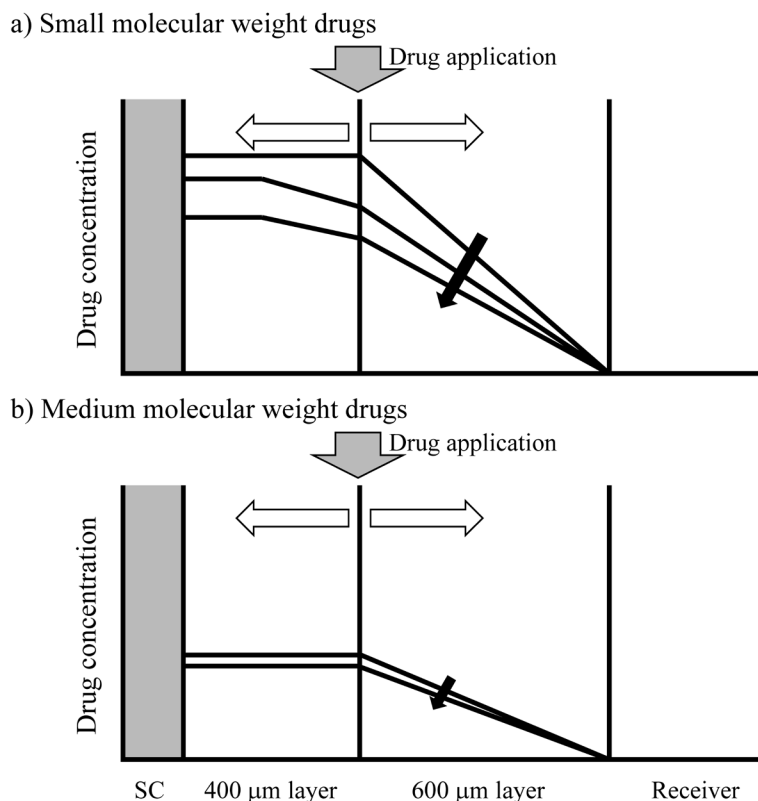 a) Small molecular weight drugs
Drug application
Drug concentration
b) Medium molecular weight drugs
Drug application
Drug concentration
SC 400 μm layer 600 μm layer Receiver